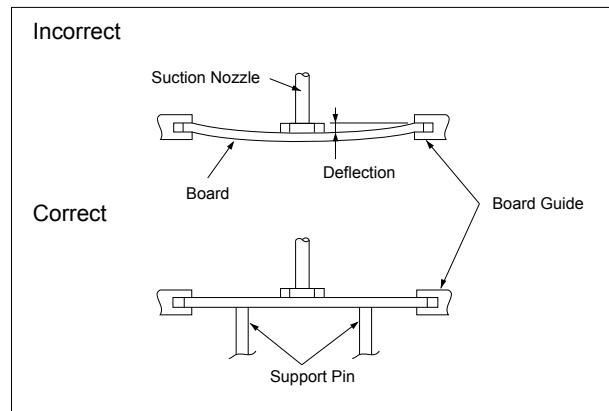 Incorrect
Suction Nozzle
Deflection
Board
Board Guide
Correct
Support Pin